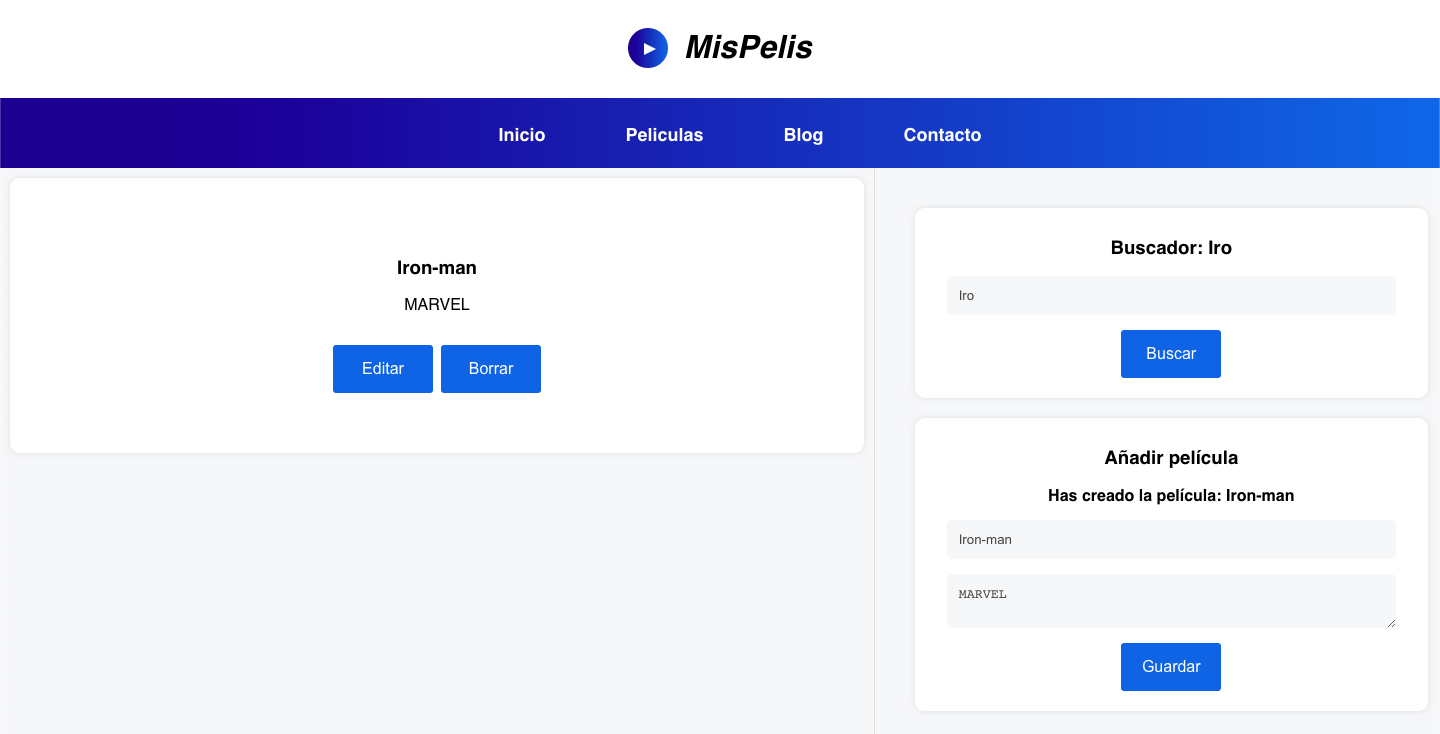 MisPelis
Inicio Peliculas Blog Contacto
Iron-man
MARVEL
Editar Borrar
Buscador: Iro
Iro
Buscar
Añadir película
Has creado la película: Iron-man
Iron-man
MARVEL
Guardar